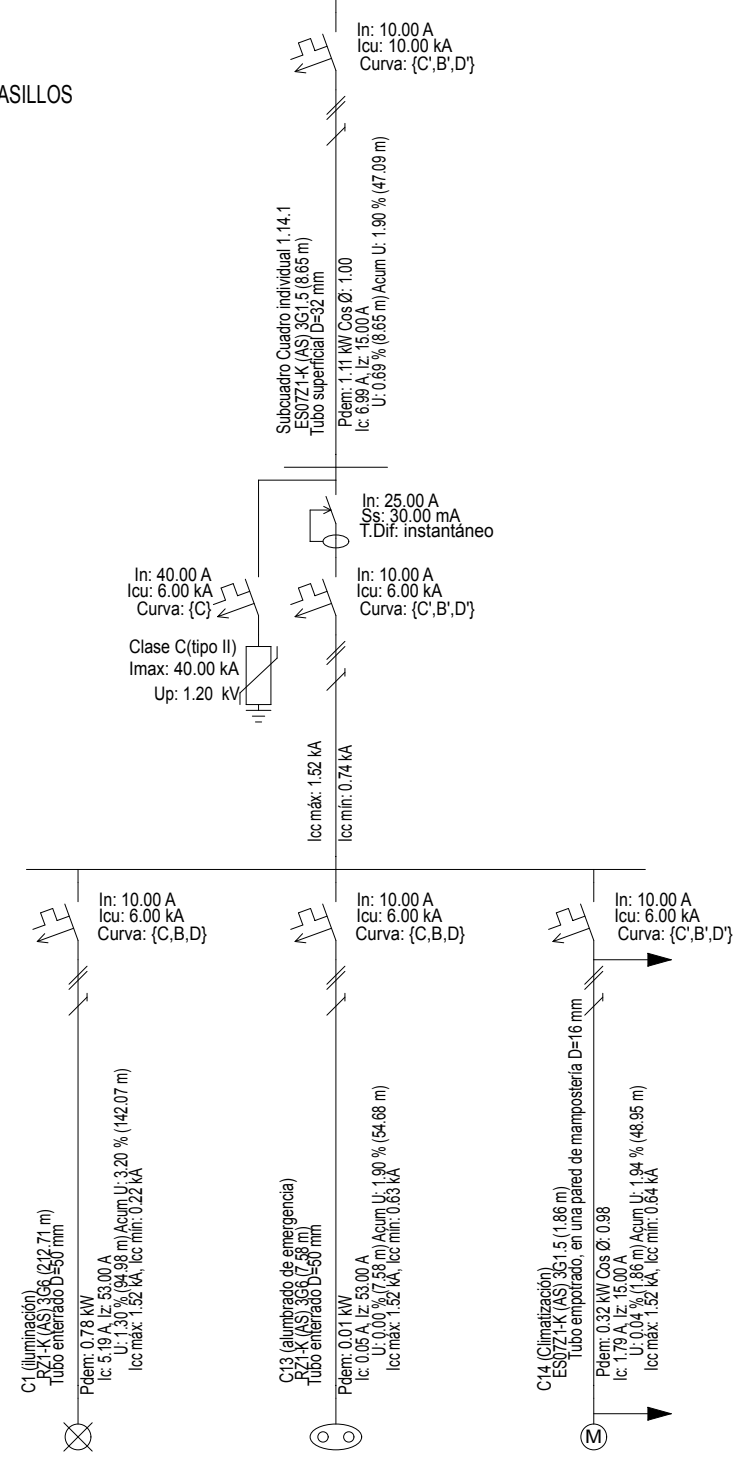 In: 10.00 A
Icu: 10.00 kA
Curva: {C',B',D'}
ASILLOS
Subcuadro Cuadro individual 1.14.1
ES07Z1-K (AS) 3G1.5 (8.65 m)
Tubo superficial D=32 mm
Pdem: 1.11 kW Cos Ø: 1.00
Ic: 6.99 A, Iz: 15.00 A
U: 0.69 % (8.65 m) Acum U: 1.90 % (47.09 m)
In: 25.00 A
Ss: 30.00 mA
T.Dif: instantáneo
In: 40.00 A
Icu: 6.00 kA
Curva: {C}
In: 10.00 A
Icu: 6.00 kA
Curva: {C',B',D'}
Clase C(tipo II)
Imax: 40.00 kA
Up: 1.20 kV
Icc máx: 1.52 kA
Icc mín: 0.74 kA
In: 10.00 A
Icu: 6.00 kA
Curva: {C,B,D}
In: 10.00 A
Icu: 6.00 kA
Curva: {C,B,D}
In: 10.00 A
Icu: 6.00 kA
Curva: {C',B',D'}
C1 (iluminación)
RZ1-K (AS) 3G6 (212.71 m)
Tubo enterrado D=50 mm
Pdem: 0.78 kW
Ic: 5.19 A, Iz: 53.00 A
U: 1.30 % (94.98 m) Acum U: 3.20 % (142.07 m)
Icc máx: 1.52 kA, Icc mín: 0.22 kA
C13 (alumbrado de emergencia)
RZ1-K (AS) 3G6 (7.58 m)
Tubo enterrado D=50 mm
Pdem: 0.01 kW
Ic: 0.05 A, Iz: 53.00 A
U: 0.00 % (7.58 m) Acum U: 1.90 % (54.68 m)
Icc máx: 1.52 kA, Icc mín: 0.63 kA
C14 (Climatización)
ES07Z1-K (AS) 3G1.5 (1.86 m)
Tubo empotrado, en una pared de mampostería D=16 mm
Pdem: 0.32 kW Cos Ø: 0.98
Ic: 1.79 A, Iz: 15.00 A
U: 0.04 % (1.86 m) Acum U: 1.94 % (48.95 m)
Icc máx: 1.52 kA, Icc mín: 0.64 kA
M